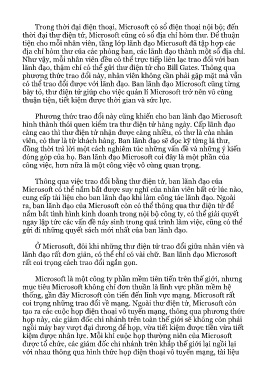 Trong thời đại điện thoại, Microsoft có số điện thoại nội bộ; đến
thời đại thư điện tử, Microsoft cũng có sổ địa chỉ hòm thư. Để thuận
tiện cho mỗi nhân viên, tầng lớp lãnh đạo Microsoft đã tập hợp các
địa chỉ hòm thư của các phòng ban, các lãnh đạo thành một số địa chỉ.
Như vậy, mỗi nhân viên đều có thể trực tiếp liên lạc trao đổi với ban
lãnh đạo, thậm chí có thể gửi thư điện tử cho Bill Gates. Thông qua
phương thức trao đổi này, nhân viên không cần phải gặp mặt mà vẫn
có thể trao đổi được với lãnh đạo. Ban lãnh đạo Microsoft cũng từng
bày tỏ, thư điện tử giúp cho việc quản lí Microsoft trở nên vô cùng
thuận tiện, tiết kiệm được thời gian và sức lực.
Phương thức trao đổi này cũng khiến cho ban lãnh đạo Microsoft
hình thành thói quen kiểm tra thư điện tử hàng ngày. Cấp lãnh đạo
càng cao thì thư điện tử nhận được càng nhiều, có thư là của nhân
viên, có thư là từ khách hàng. Ban lãnh đạo sẽ đọc kỹ từng lá thư,
đồng thời trả lời một cách nghiêm túc những vấn đề và những ý kiến
đóng góp của họ. Ban lãnh đạo Microsoft coi đây là một phần của
công việc, hơn nữa là một công việc vô cùng quan trọng.
Thông qua việc trao đổi bằng thư điện tử, ban lãnh đạo của
Microsoft có thể nắm bắt được suy nghĩ của nhân viên bất cứ lúc nào,
cung cấp tài liệu cho ban lãnh đạo khi làm công tác lãnh đạo. Ngoài
ra, ban lãnh đạo của Microsoft còn có thể thông qua thư điện tử để
nắm bắt tình hình kinh doanh trong nội bộ công ty, có thể giải quyết
ngay lập tức các vấn đề nảy sinh trong quá trình làm việc, cũng có thể
gửi đi những quyết sách mới nhất của ban lãnh đạo.
Ở Microsoft, đôi khi những thư điện tử trao đổi giữa nhân viên và
lãnh đạo rất đơn giản, có thể chỉ có vài chữ. Ban lãnh đạo Microsoft
rất coi trọng cách trao đổi ngắn gọn.
Microsoft là một công ty phần mềm tiên tiến trên thế giới, nhưng
mục tiêu Microsoft không chỉ đơn thuần là lĩnh vực phần mềm hệ
thống, gần đây Microsoft còn tiến đến lĩnh vực mạng. Microsoft rất
coi trọng những trao đổi về mạng. Ngoài thư điện tử, Microsoft còn
tạo ra các cuộc họp điện thoại vô tuyến mạng, thông qua phương thức
họp này, các giám đốc chi nhánh trên toàn thế giới sẽ không còn phải
ngồi máy bay vượt đại dương để họp, vừa tiết kiệm được tiền vừa tiết
kiệm được nhân lực. Mỗi khi cuộc họp thường niên của Microsoft
được tổ chức, các giám đốc chi nhánh trên khắp thế giới lại ngồi lại
với nhau thông qua hình thức họp điện thoại vô tuyến mạng, tài liệu